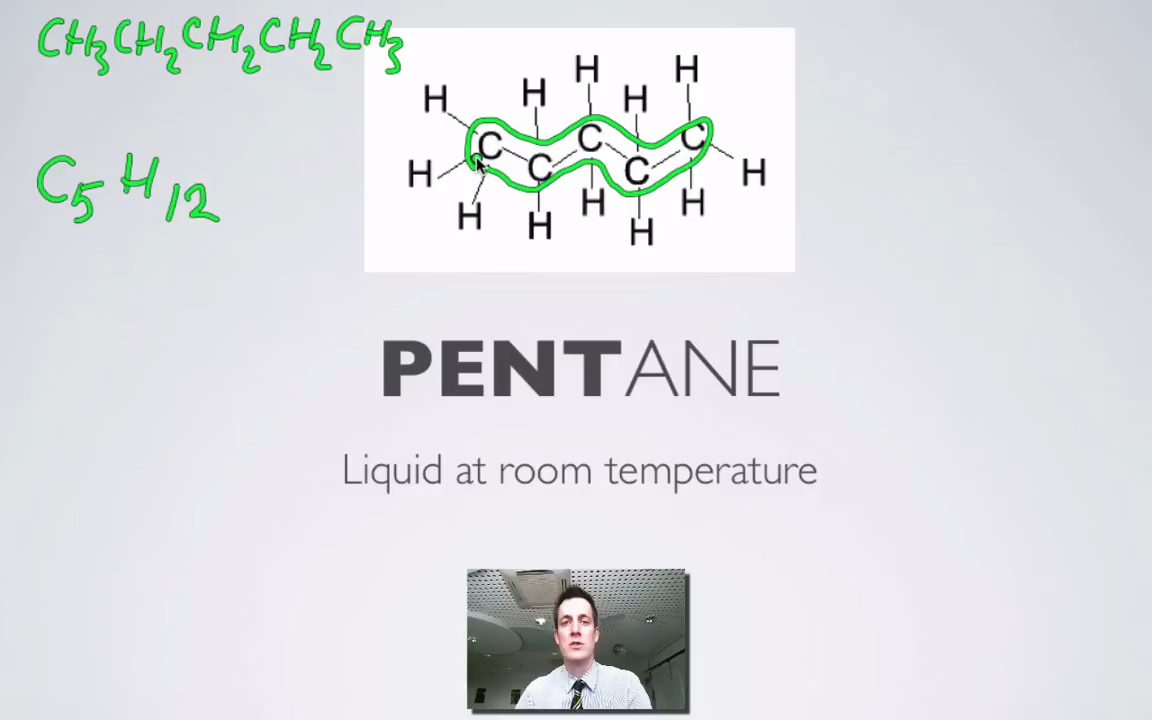 CH3CH2CH2CH2CH3
C5H12
H H H H H
C C C C C
H H
H H H H H
PENTANE
Liquid at room temperature